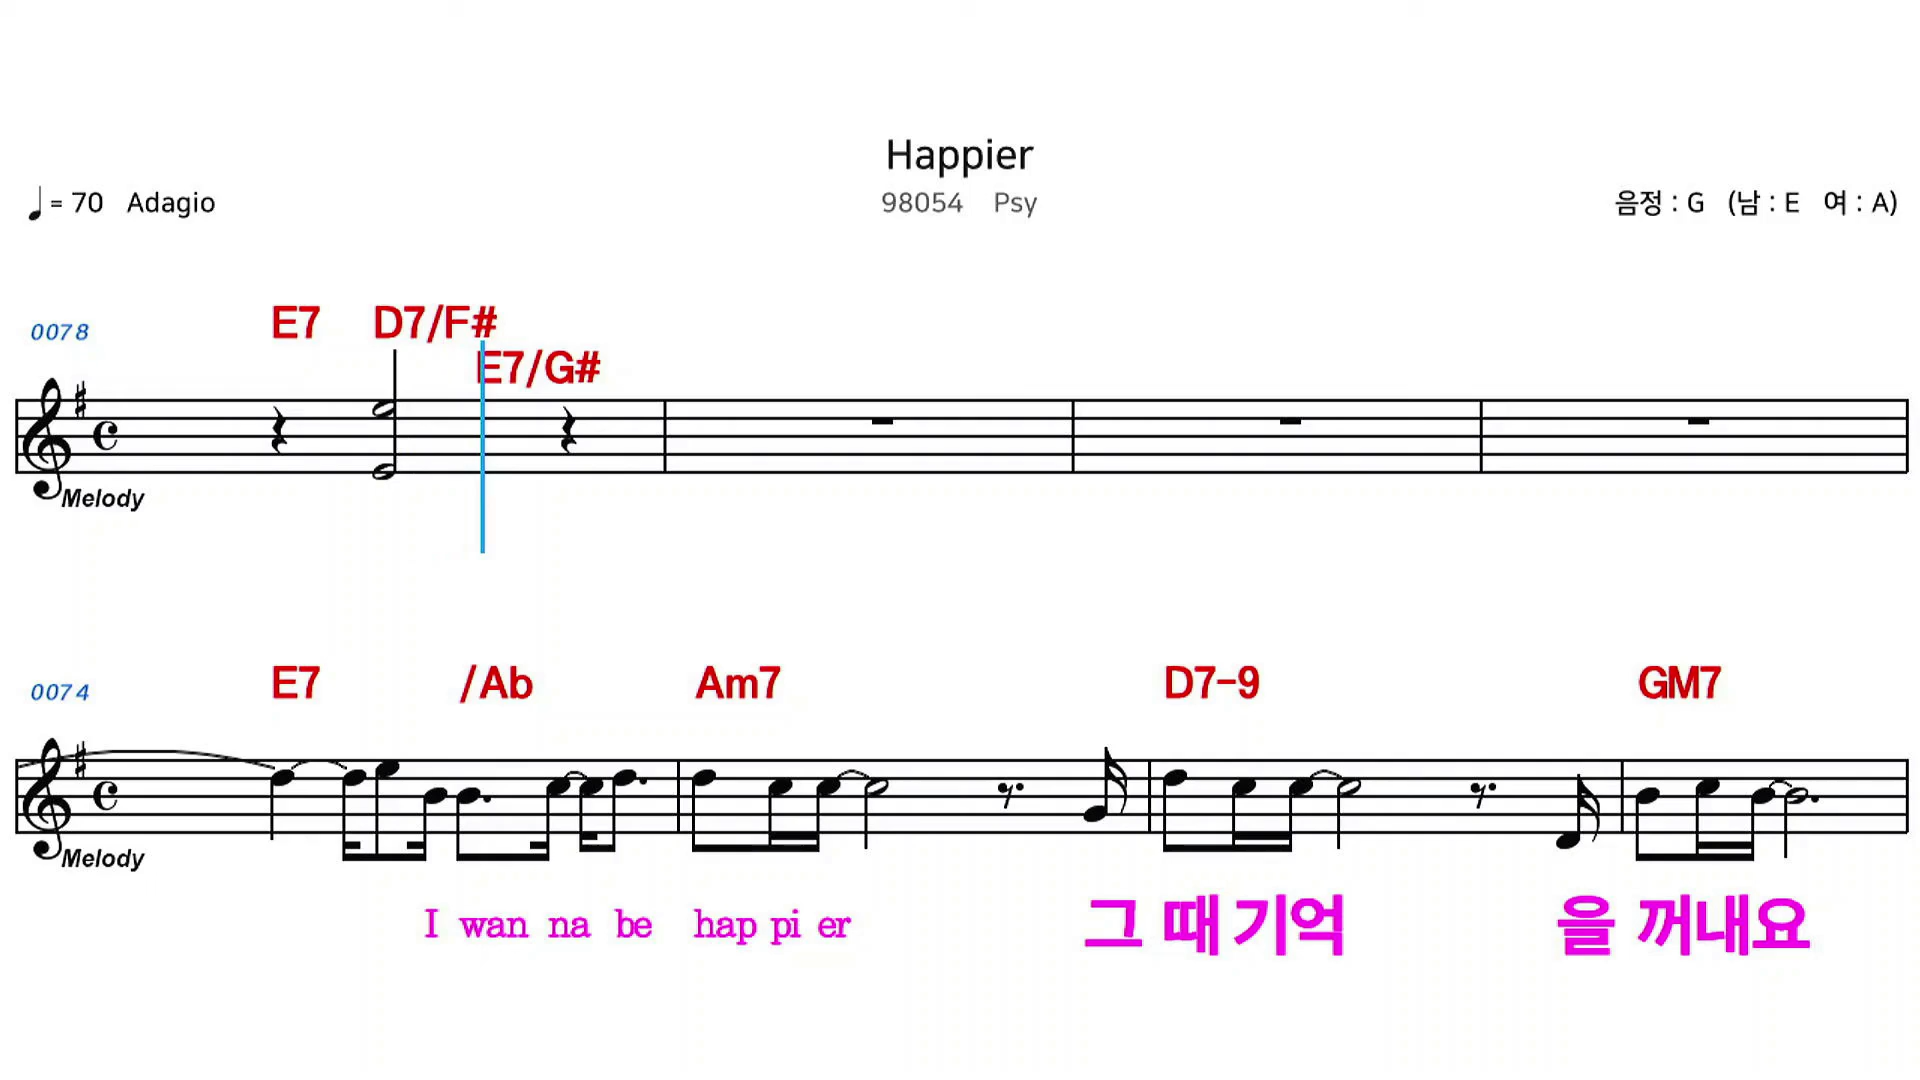 Happier
♩ = 70 Adagio
98054 Psy
음정 : G (남 : E 여 : A)
0078
E7 D7/F#
E7/G#
Melody
0074
E7 /Ab Am7 D7-9 GM7
Melody
I wan na be hap pi er 그 때 기억 을 꺼내요